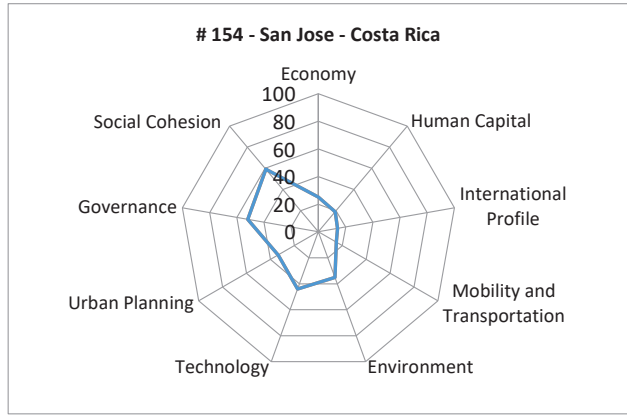 # 154 - San Jose - Costa Rica
Economy
100
80
60
40
20
0
Human Capital
International
Profile
Mobility and
Transportation
Environment
Technology
Urban Planning
Governance
Social Cohesion